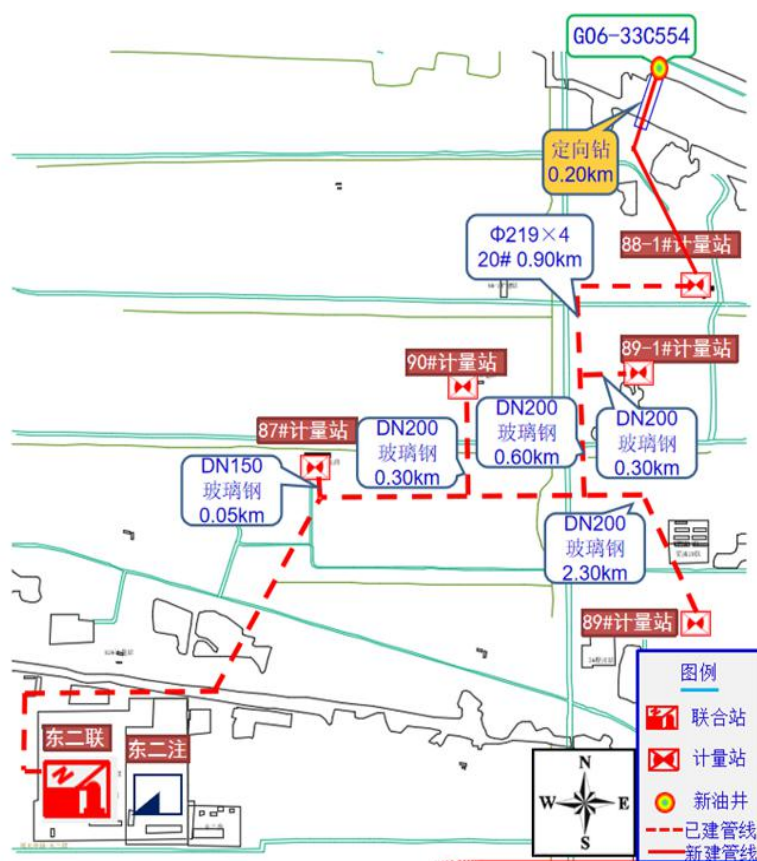 G06-33C554
定向钻
0.20km
Φ219×4
20# 0.90km
88-1#计量站
90#计量站
89-1#计量站
87#计量站
DN200
玻璃钢
0.30km
DN200
玻璃钢
0.60km
DN200
玻璃钢
0.30km
DN150
玻璃钢
0.05km
DN200
玻璃钢
2.30km
89#计量站
东二联
东二注
N
W
E
S
图例
联合站
计量站
新油井
已建管线
新建管线